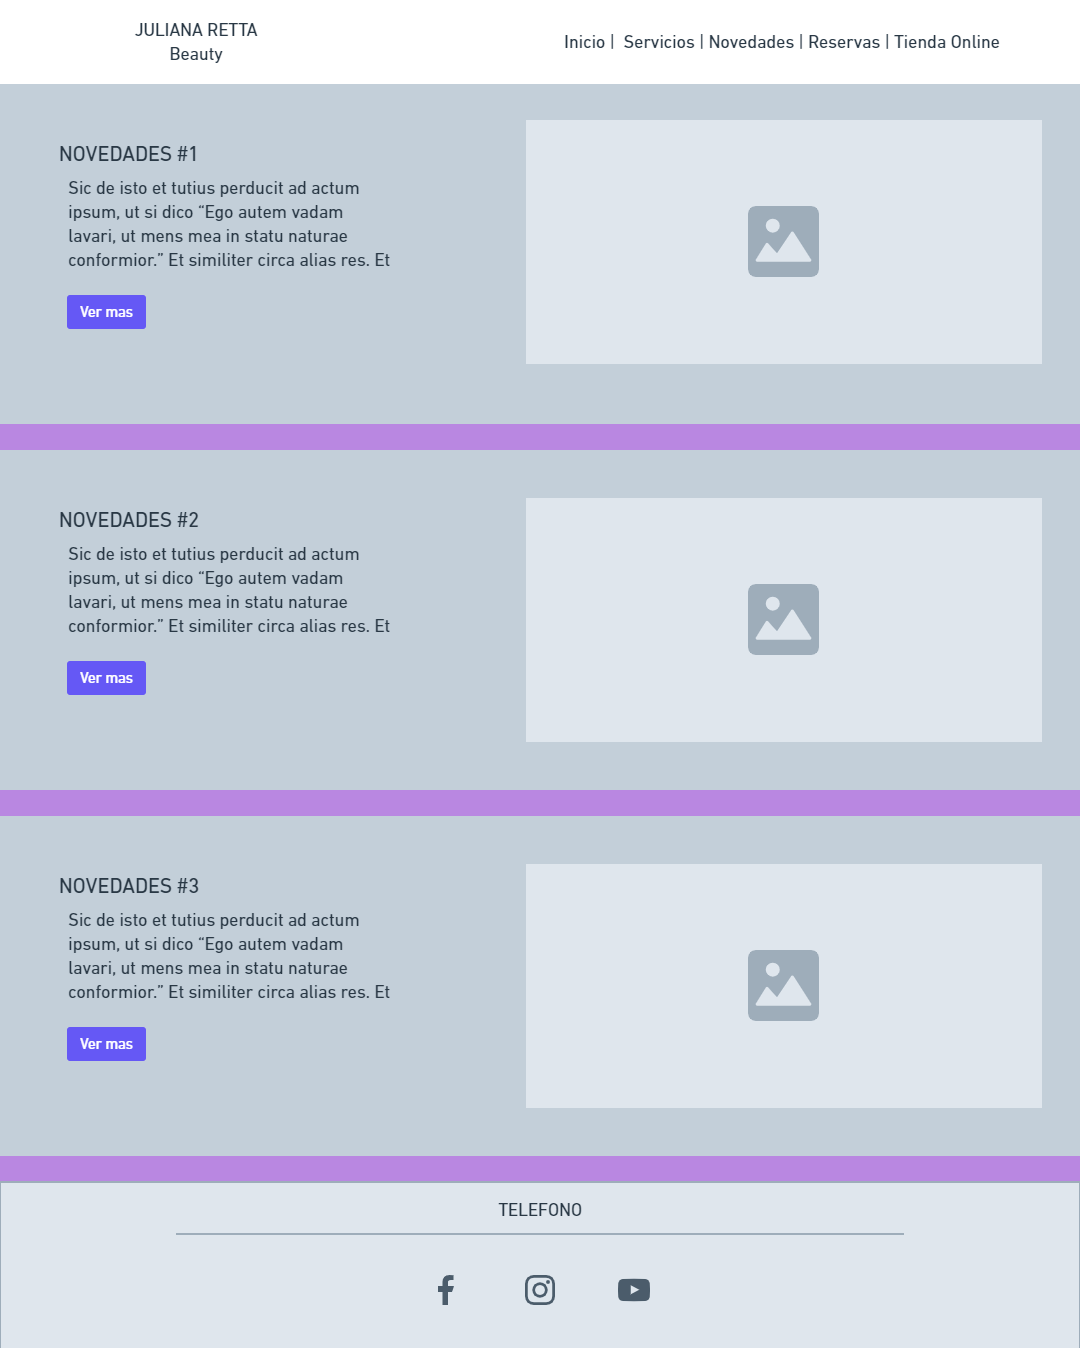 JULIANA RETTA
Beauty
Inicio | Servicios | Novedades | Reservas | Tienda Online
NOVEDADES #1
Sic de isto et tutius perducit ad actum
ipsum, ut si dico “Ego autem vadam
lavari, ut mens mea in statu naturae
conformior.” Et similiter circa alias res. Et
Ver mas
NOVEDADES #2
Sic de isto et tutius perducit ad actum
ipsum, ut si dico “Ego autem vadam
lavari, ut mens mea in statu naturae
conformior.” Et similiter circa alias res. Et
Ver mas
NOVEDADES #3
Sic de isto et tutius perducit ad actum
ipsum, ut si dico “Ego autem vadam
lavari, ut mens mea in statu naturae
conformior.” Et similiter circa alias res. Et
Ver mas
TELEFONO